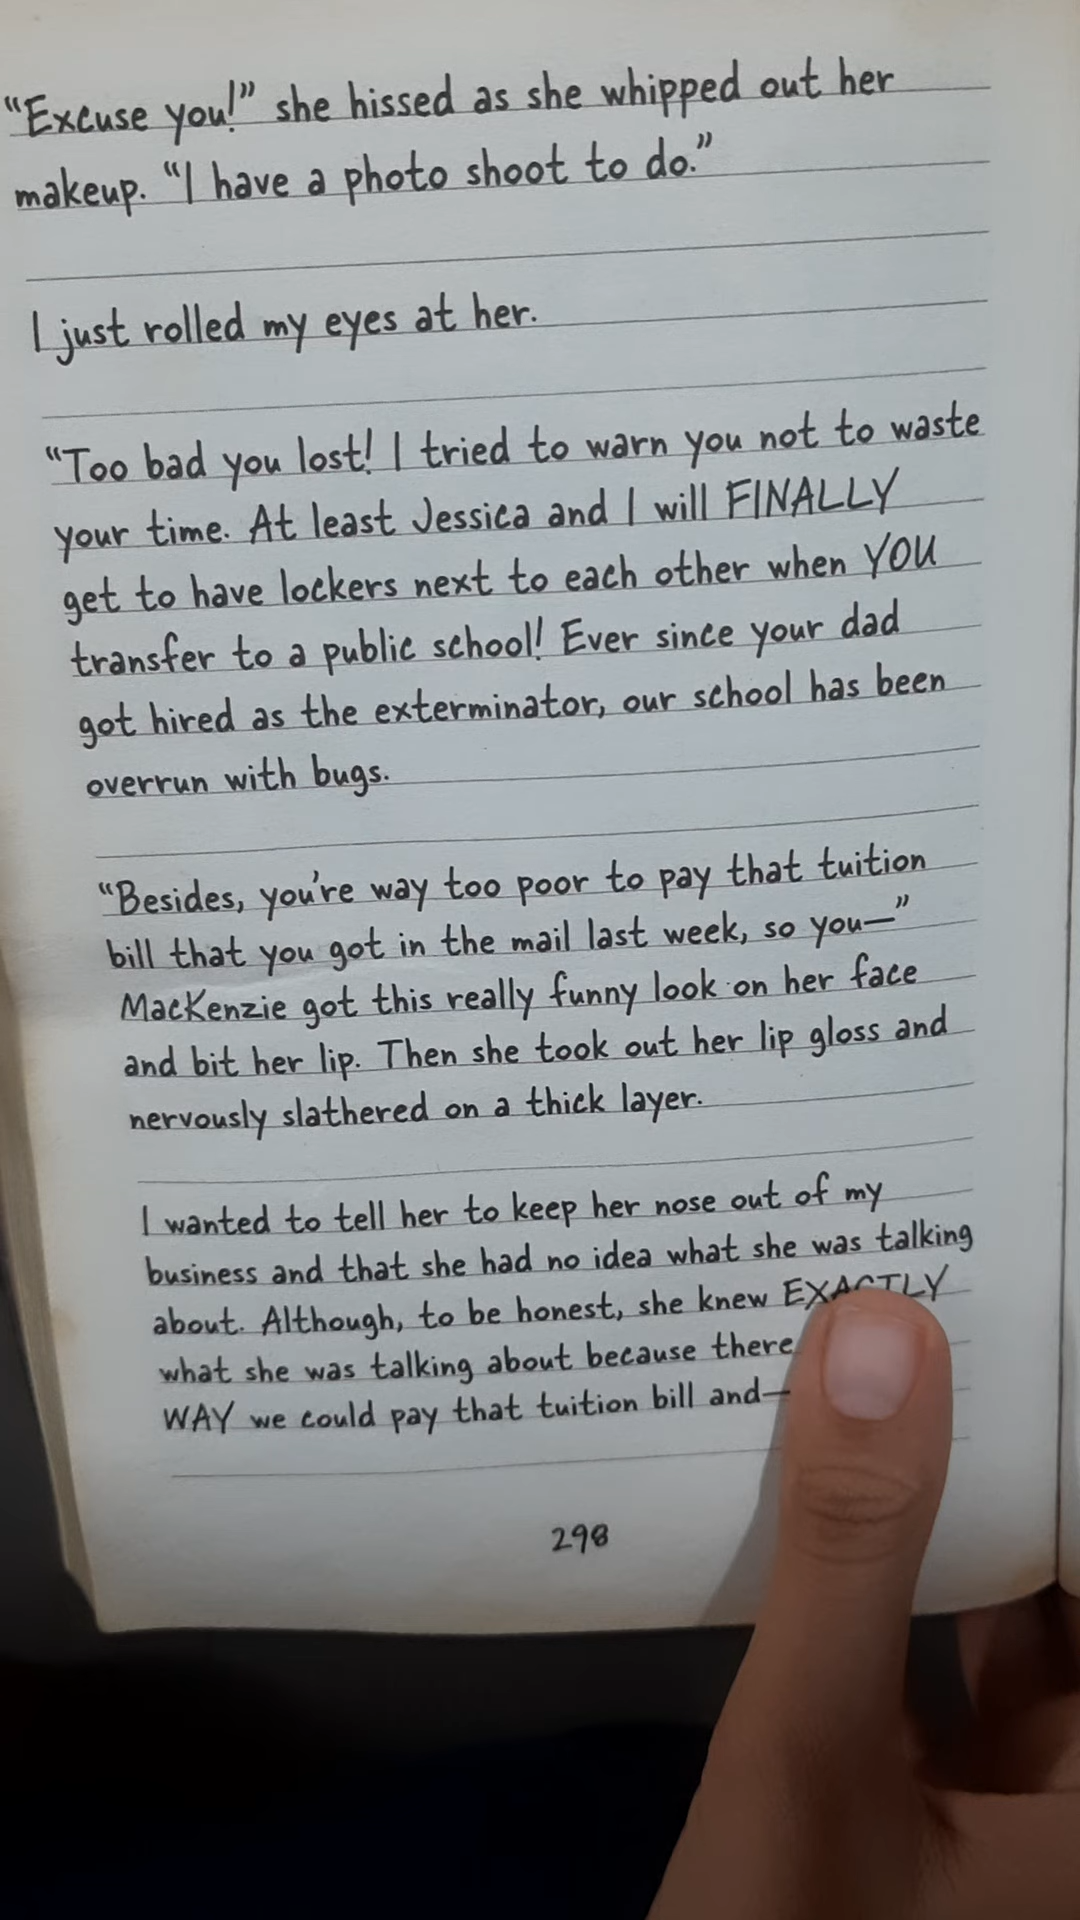 “Excuse you!” she hissed as she whipped out her
makeup. “I have a photo shoot to do.”
I just rolled my eyes at her.
“Too bad you lost! I tried to warn you not to waste
your time. At least Jessica and I will FINALLY
get to have lockers next to each other when YOU
transfer to a public school! Ever since your dad
got hired as the exterminator, our school has been
overrun with bugs.
“Besides, you’re way too poor to pay that tuition
bill that you got in the mail last week, so you—”
MacKenzie got this really funny look on her face
and bit her lip. Then she took out her lip gloss and
nervously slathered on a thick layer.
I wanted to tell her to keep her nose out of my
business and that she had no idea what she was talking
about. Although, to be honest, she knew EXACTLY
what she was talking about because there
WAY we could pay that tuition bill and—
298